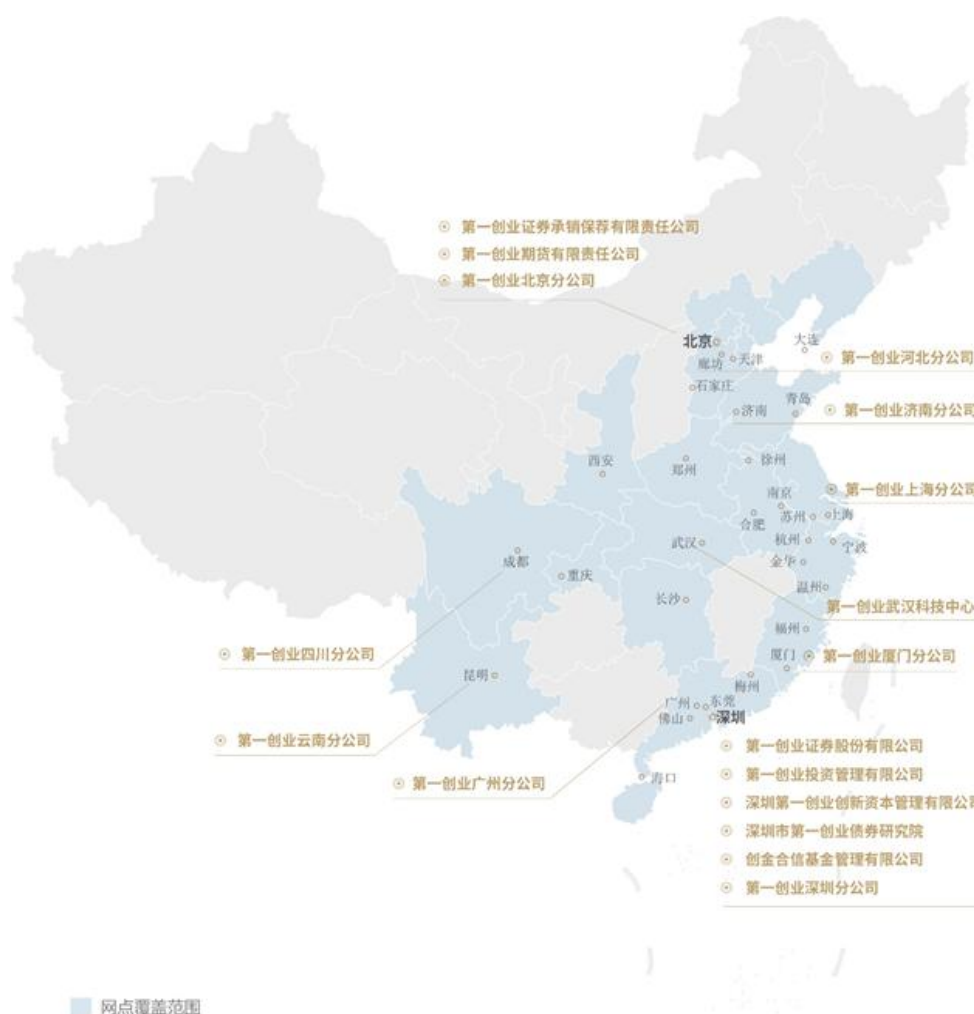 第一创业证券承销保荐有限责任公司
第一创业期货有限责任公司
第一创业北京分公司
北京
大连
廊坊
天津
第一创业河北分公司
石家庄
青岛
济南
第一创业济南分公司
西安
郑州
徐州
南京
第一创业上海分公司
合肥
苏州
上海
武汉
杭州
宁波
成都
金华
重庆
温州
长沙
第一创业武汉科技中心
福州
第一创业四川分公司
厦门
第一创业厦门分公司
昆明
梅州
广州
东莞
佛山
深圳
第一创业云南分公司
第一创业证券股份有限公司
第一创业广州分公司
海口
第一创业投资管理有限公司
深圳第一创业创新资本管理有限公司
深圳市第一创业债券研究院
创金合信基金管理有限公司
第一创业深圳分公司
网点覆盖范围